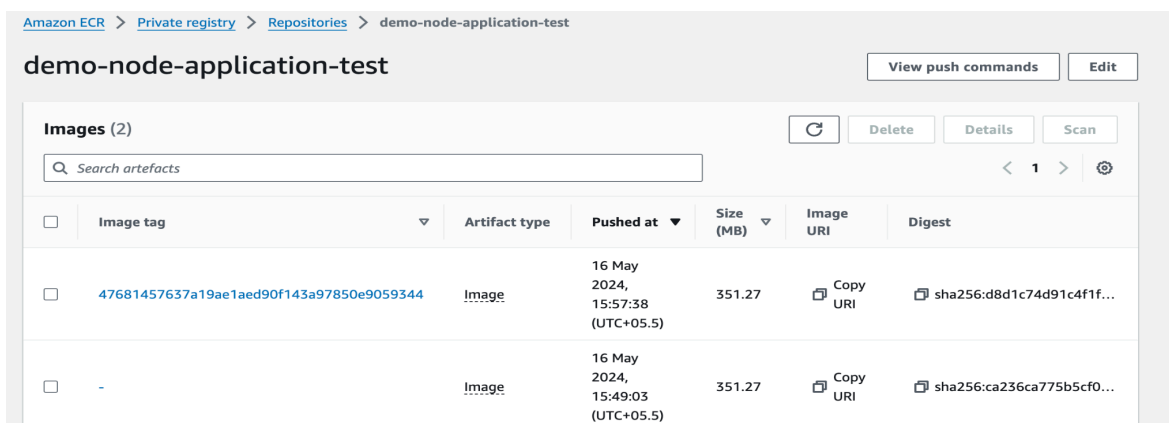 Amazon ECR > Private registry > Repositories > demo-node-application-test
demo-node-application-test
View push commands
Edit
Images (2)
Delete
Details
Scan
Search artefacts
< 1 >
Image tag
Artifact type
Pushed at
Size (MB)
Image URI
Digest
47681457637a19ae1aed90f143a97850e9059344
Image
16 May
2024,
15:57:38
(UTC+05.5)
351.27
Copy
URI
sha256:d8d1c74d91c4f1f...
-
Image
16 May
2024,
15:49:03
(UTC+05.5)
351.27
Copy
URI
sha256:ca236ca775b5cf0...